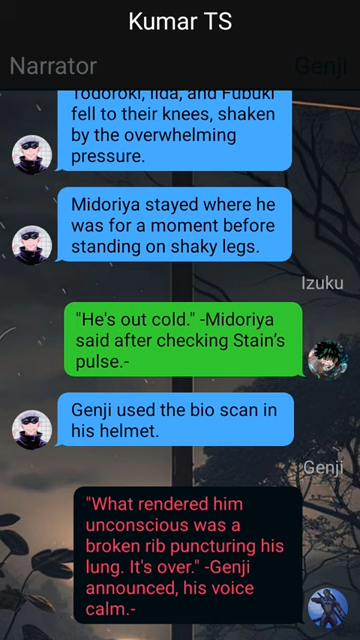 Kumar TS
Narrator
Genji
Todoroki, Iida, and Fubuki
fell to their knees, shaken
by the overwhelming
pressure.
Midoriya stayed where he
was for a moment before
standing on shaky legs.
Izuku
"He's out cold." -Midoriya
said after checking Stain's
pulse.-
Genji used the bio scan in
his helmet.
Genji
"What rendered him
unconscious was a
broken rib puncturing his
lung. It's over." -Genji
announced, his voice
calm.-